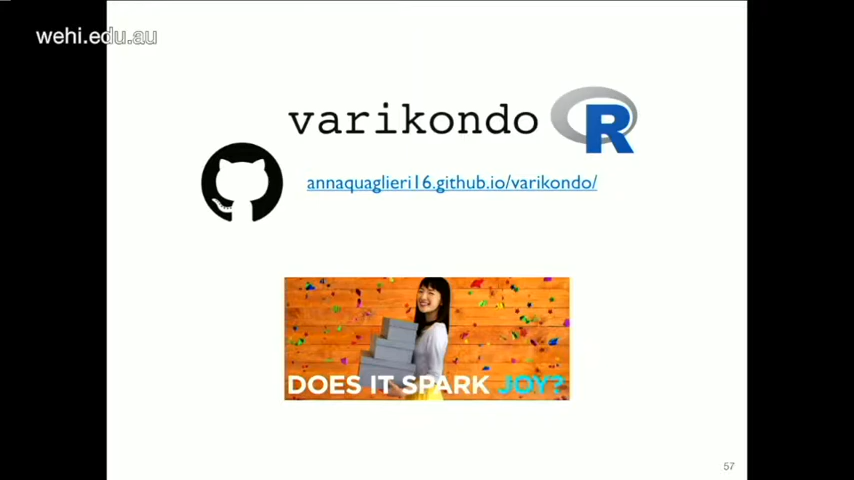 wehi.edu.au
varikondo
R
annaquaglieri16.github.io/varikondo/
DOES IT SPARK JOY?
57